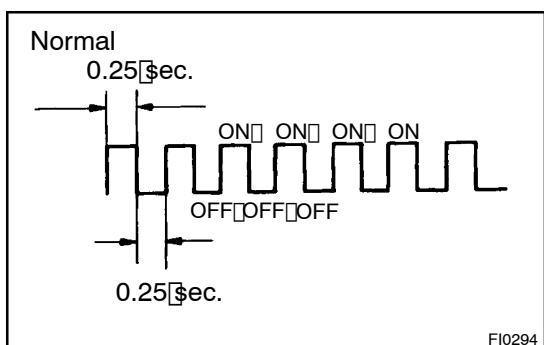 Normal
0.25 sec.
ON ON ON ON
OFF OFF OFF
0.25 sec.
FI0294